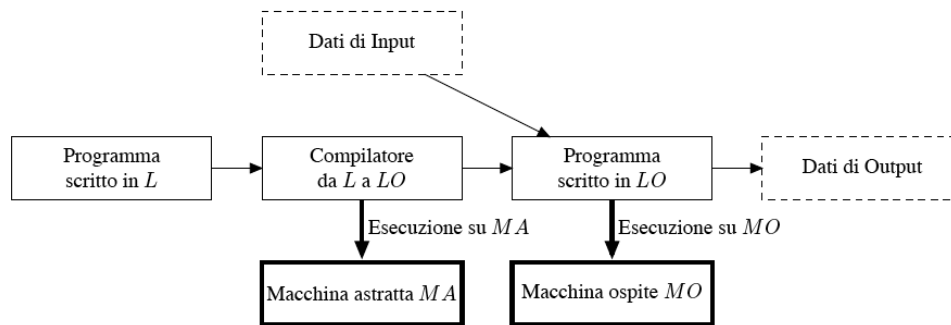 Dati di Input
Programma
scritto in L
Compilatore
da L a LO
Programma
scritto in LO
Dati di Output
Esecuzione su MA
Esecuzione su MO
Macchina astratta MA
Macchina ospite MO